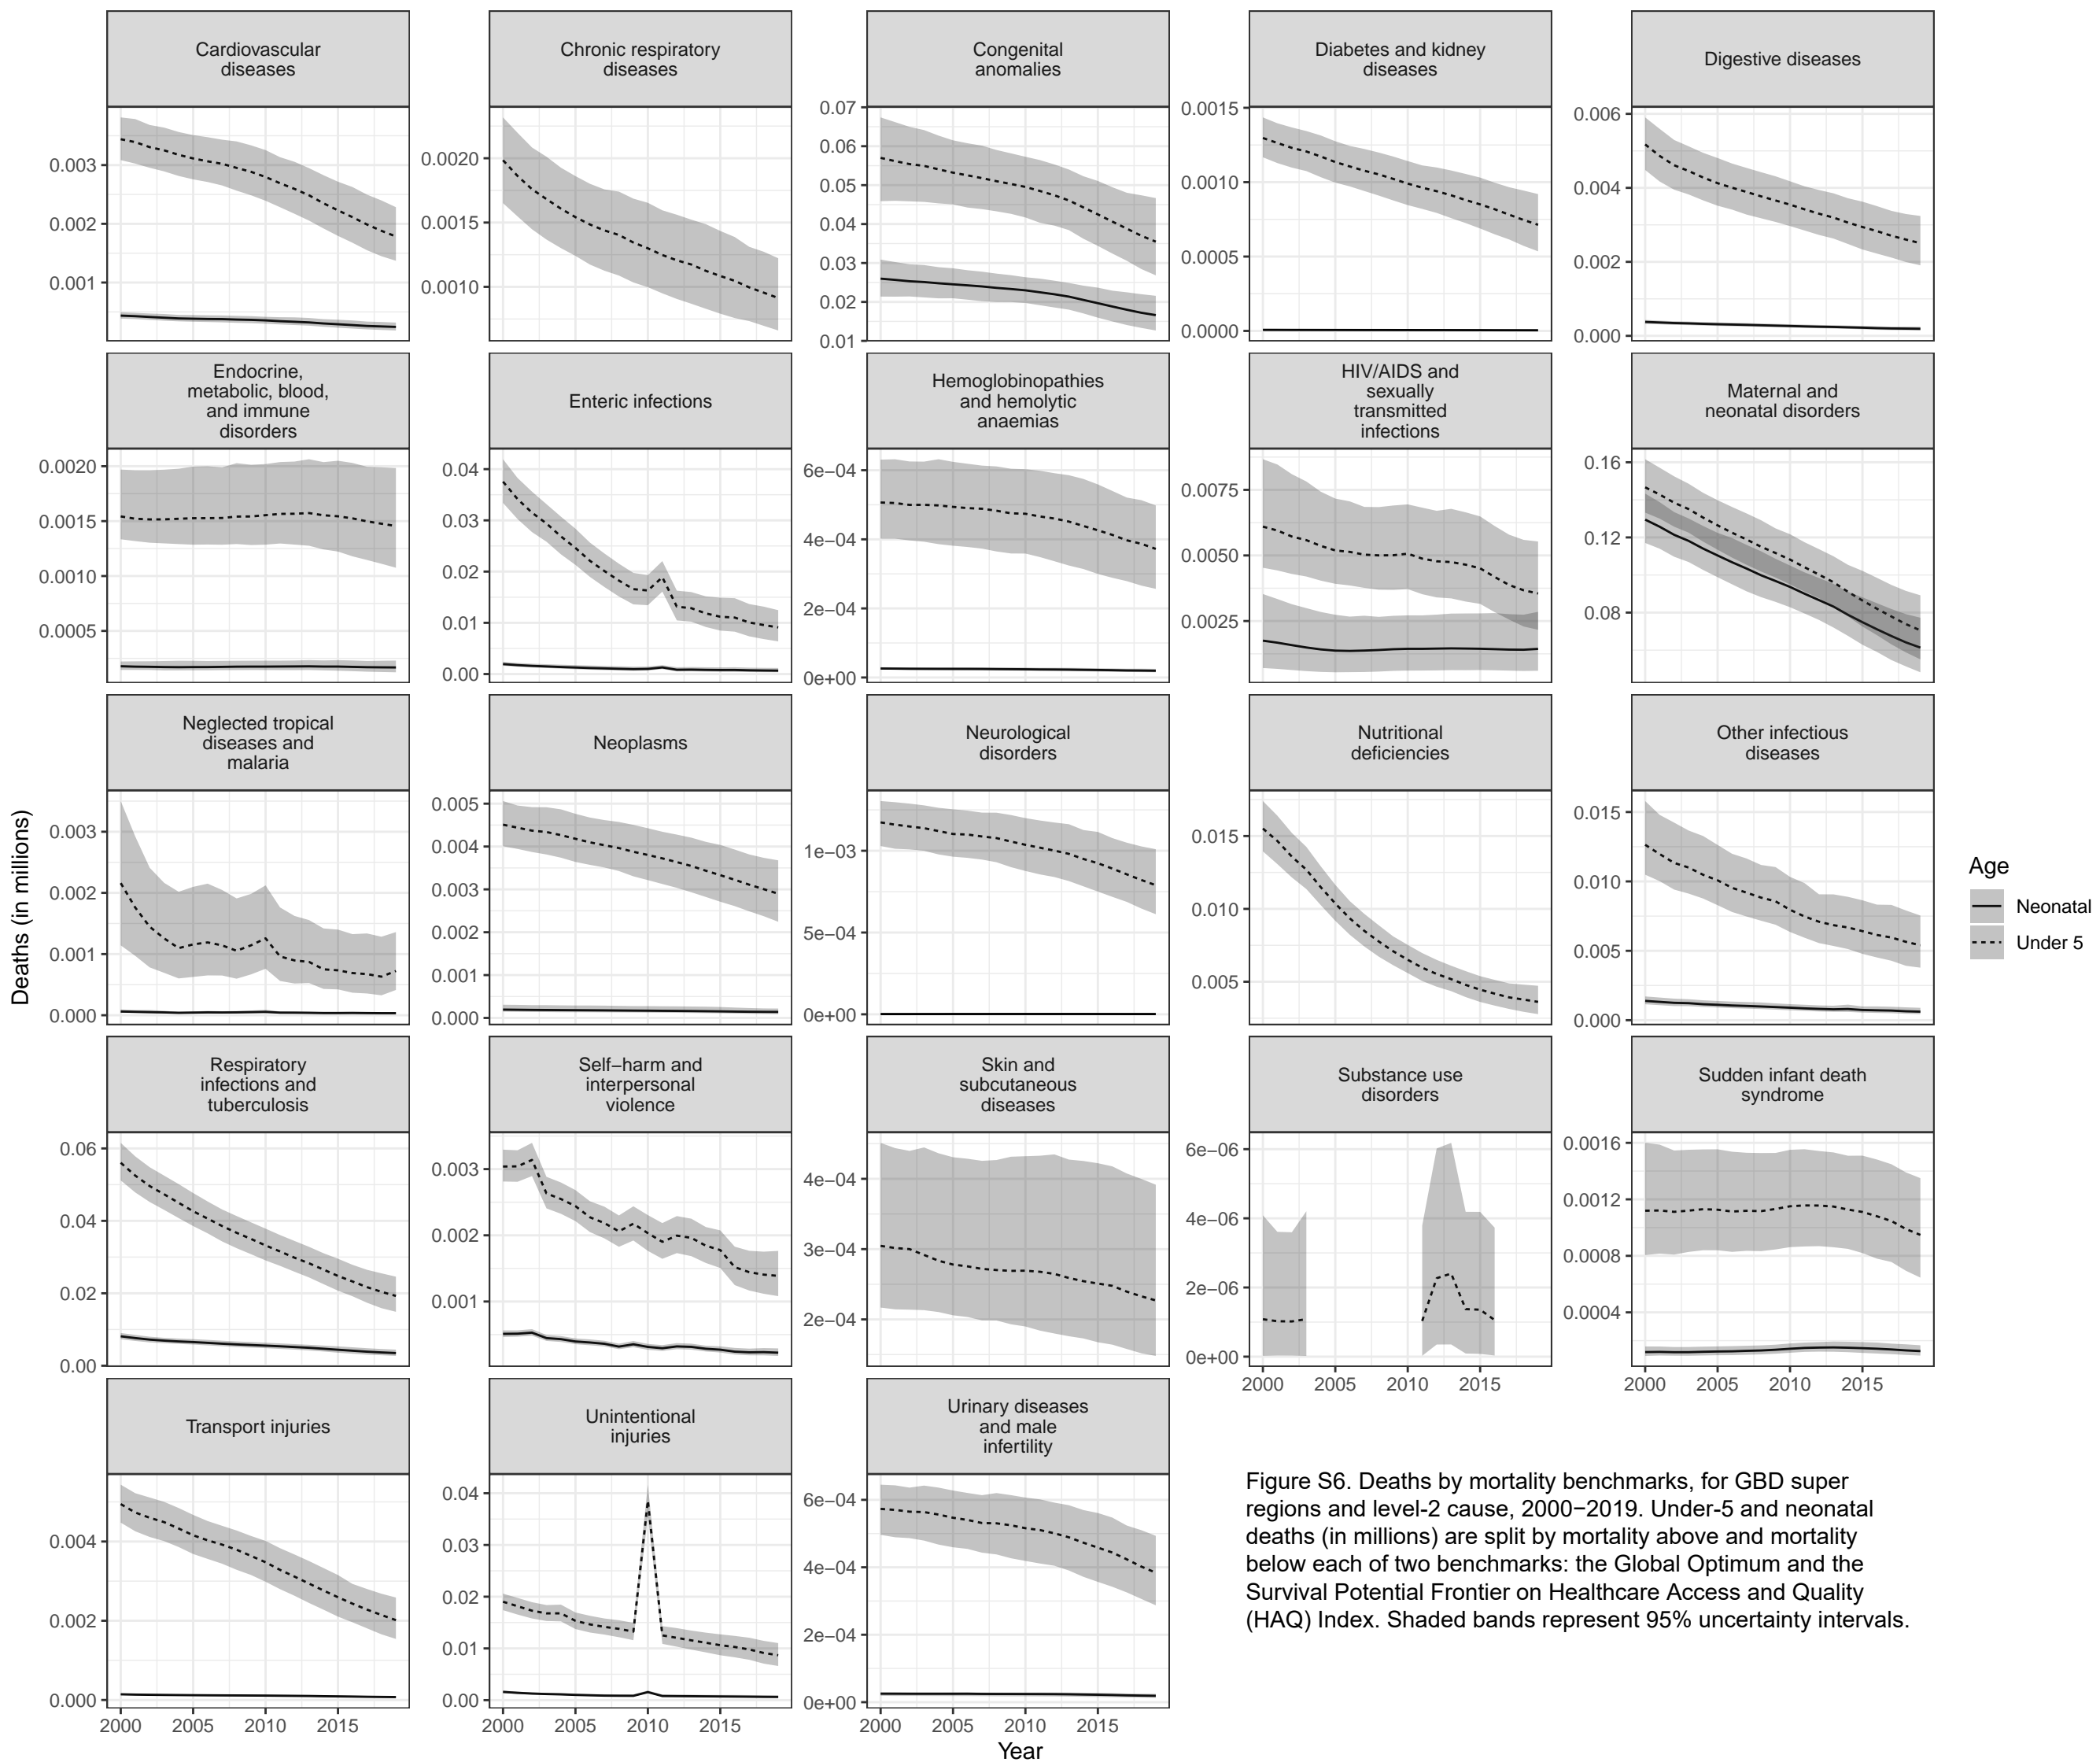 Cardiovascular
diseases
Chronic respiratory
diseases
Congenital
anomalies
Diabetes and kidney
diseases
Digestive diseases
0.003
0.002
0.001
0.0020
0.0015
0.0010
0.07
0.06
0.05
0.04
0.03
0.02
0.01
0.0015
0.0010
0.0005
0.0000
0.006
0.004
0.002
0.000
Endocrine,
metabolic, blood,
and immune
disorders
Enteric infections
Hemoglobinopathies
and hemolytic
anaemias
HIV/AIDS and
sexually
transmitted
infections
Maternal and
neonatal disorders
0.0020
0.0015
0.0010
0.0005
0.04
0.03
0.02
0.01
0.00
6e−04
4e−04
2e−04
0e+00
0.0075
0.0050
0.0025
0.16
0.12
0.08
Neglected tropical
diseases and
malaria
Neoplasms
Neurological
disorders
Nutritional
deficiencies
Other infectious
diseases
0.003
0.002
0.001
0.000
0.005
0.004
0.003
0.002
0.001
0.000
1e−03
5e−04
0e+00
0.015
0.010
0.005
0.015
0.010
0.005
0.000
Deaths (in millions)
Age
Neonatal
Under 5
Respiratory
infections and
tuberculosis
Self−harm and
interpersonal
violence
Skin and
subcutaneous
diseases
Substance use
disorders
Sudden infant death
syndrome
0.06
0.04
0.02
0.00
0.003
0.002
0.001
4e−04
3e−04
2e−04
6e−06
4e−06
2e−06
0e+00
0.0016
0.0012
0.0008
0.0004
2000 2005 2010 2015
2000 2005 2010 2015
Transport injuries
Unintentional
injuries
Urinary diseases
and male
infertility
0.004
0.002
0.000
0.04
0.03
0.02
0.01
0.00
6e−04
4e−04
2e−04
0e+00
2000 2005 2010 2015
2000 2005 2010 2015
2000 2005 2010 2015
Year
Figure S6. Deaths by mortality benchmarks, for GBD super
regions and level-2 cause, 2000−2019. Under-5 and neonatal
deaths (in millions) are split by mortality above and mortality
below each of two benchmarks: the Global Optimum and the
Survival Potential Frontier on Healthcare Access and Quality
(HAQ) Index. Shaded bands represent 95% uncertainty intervals.